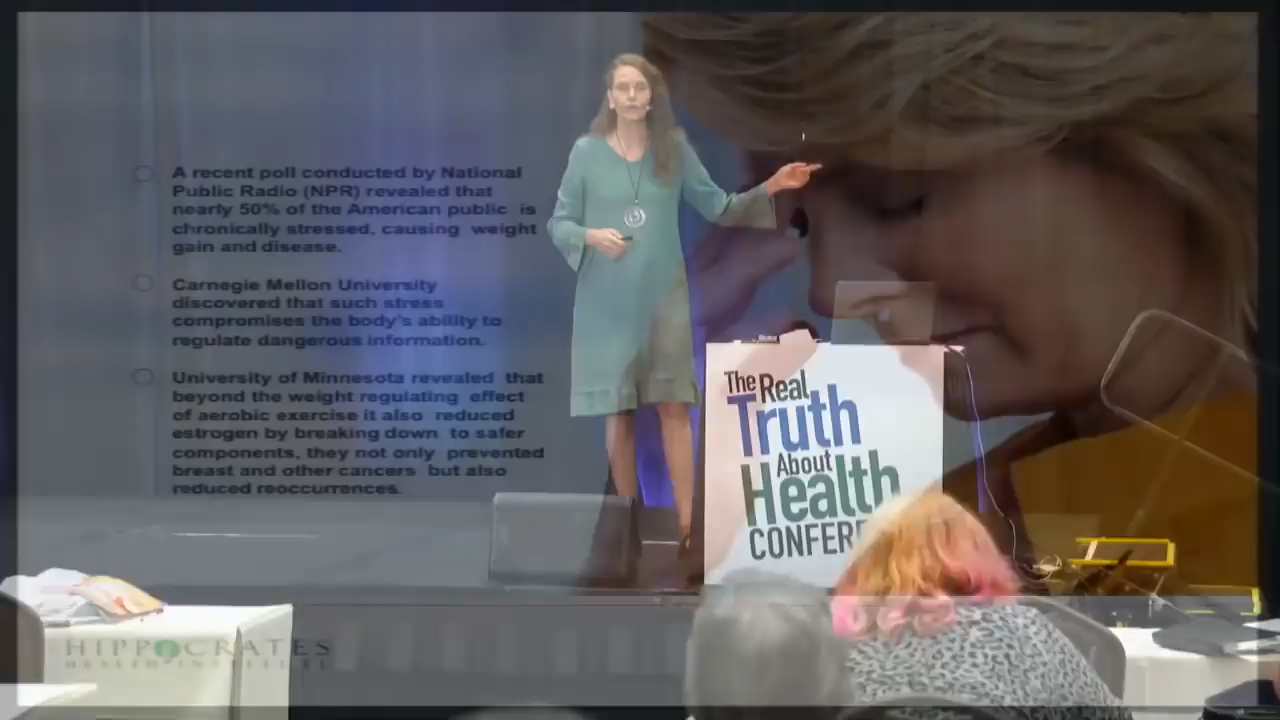 A recent poll conducted by National
Public Radio (NPR) revealed that
nearly 50% of the American public is
chronically stressed, causing weight
gain and disease.
Carnegie Mellon University
discovered that such stress
compromises the body's ability to
regulate dangerous information.
University of Minnesota revealed that
beyond the weight regulating effect
of aerobic exercise it also reduced
estrogen by breaking down to safer
components, they not only prevented
breast and other cancers but also
reduced reoccurrences.
The Real
Truth
About
Health
CONFER
HIPPOCRATES
HEALTH INSTITUTE